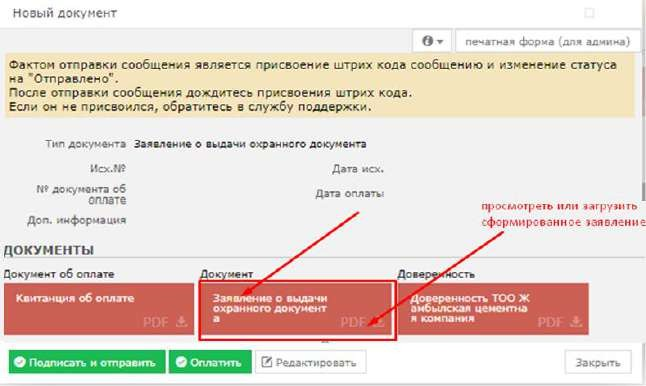 Новый документ
печатная форма (для админа)
Фактом отправки сообщения является присвоение штрих кода сообщению и изменение статуса
на "Отправлено".
После отправки сообщения дождитесь присвоения штрих кода.
Если он не присвоился, обратитесь в службу поддержки.
Тип документа Заявление о выдачи охранного документа
Исх.№ Дата исх.
№ документа об
оплате
Дата оплаты
Доп. информация
просмотреть или загрузить
сформированное заявление
ДОКУМЕНТЫ
Документ об оплате Документ Доверенность
Квитанция об оплате
PDF
Заявление о выдачи
охранного документ
а
PDF
Доверенность ТОО Ж
амбылская цементна
я компания
PDF
Подписать и отправить Оплатить Редактировать Закрыть